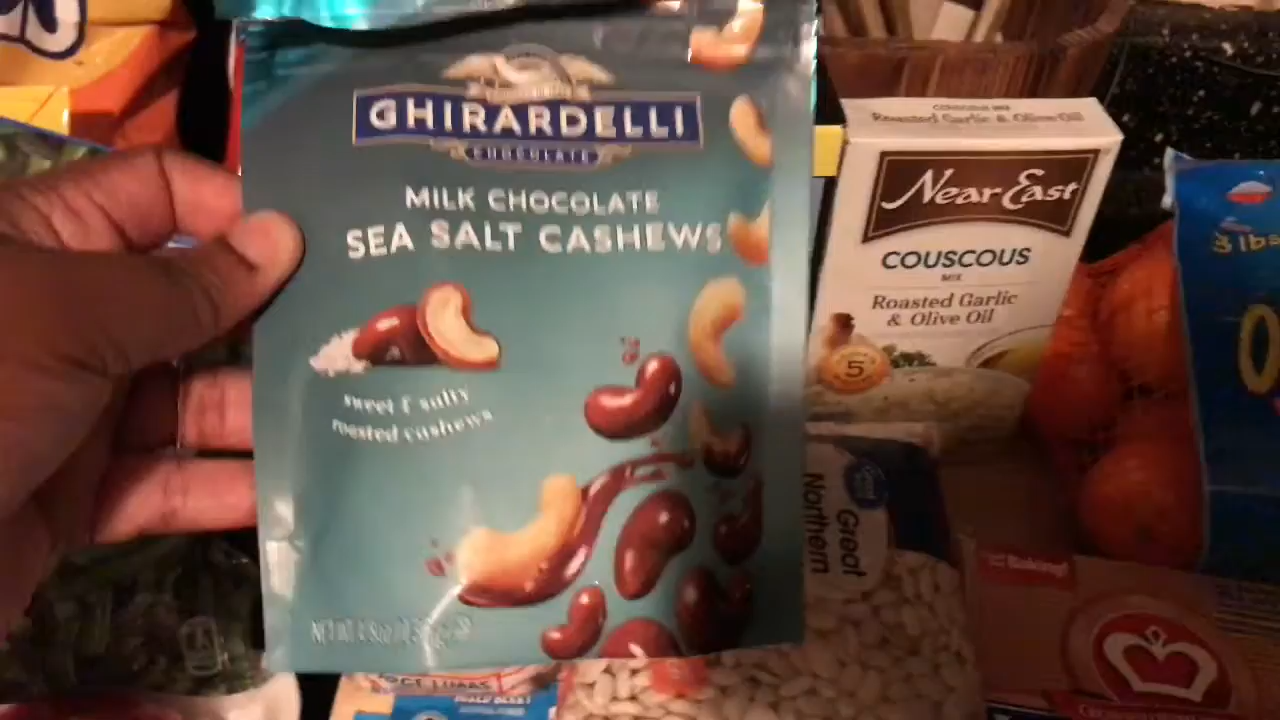 GHIRARDELLI
CHOCOLATE
MILK CHOCOLATE
SEA SALT CASHEWS
sweet & salty
roasted cashews
COUSCOUS MIX
Roasted Garlic & Olive Oil
Near East
COUSCOUS
MIX
Roasted Garlic
& Olive Oil
5
3 lbs
Great
Northern